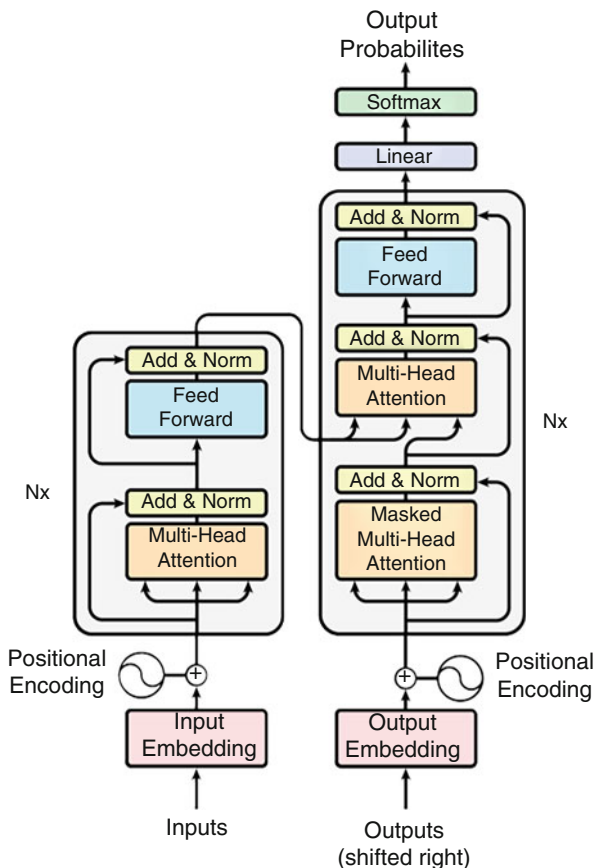 Output
Probabilites
Softmax
Linear
Add & Norm
Feed
Forward
Add & Norm
Multi-Head
Attention
Nx
Add & Norm
Masked
Multi-Head
Attention
Add & Norm
Feed
Forward
Nx
Add & Norm
Multi-Head
Attention
Positional
Encoding
+
+
Positional
Encoding
Input
Embedding
Output
Embedding
Inputs
Outputs
(shifted right)